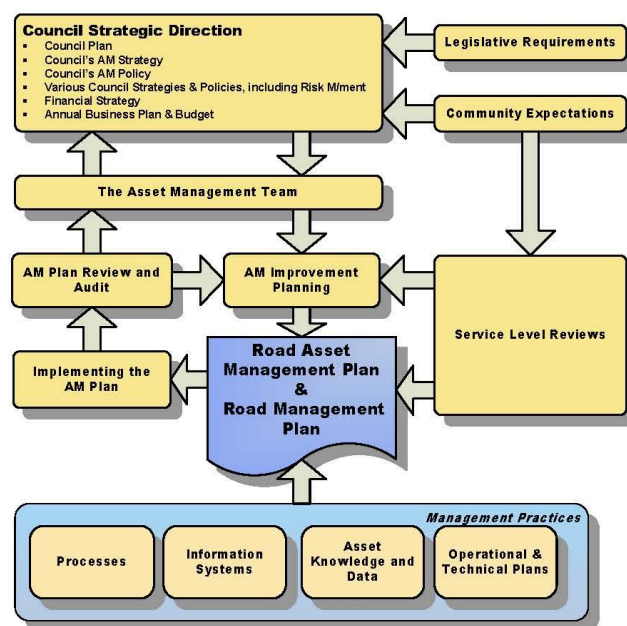 Council Strategic Direction
▪ Council Plan
▪ Council's AM Strategy
▪ Council's AM Policy
▪ Various Council Strategies & Policies, including Risk M/ment
▪ Financial Strategy
▪ Annual Business Plan & Budget
Legislative Requirements
Community Expectations
The Asset Management Team
AM Plan Review and
Audit
AM Improvement
Planning
Service Level Reviews
Implementing the
AM Plan
Road Asset
Management Plan
&
Road Management
Plan
Management Practices
Processes
Information
Systems
Asset
Knowledge and
Data
Operational &
Technical Plans